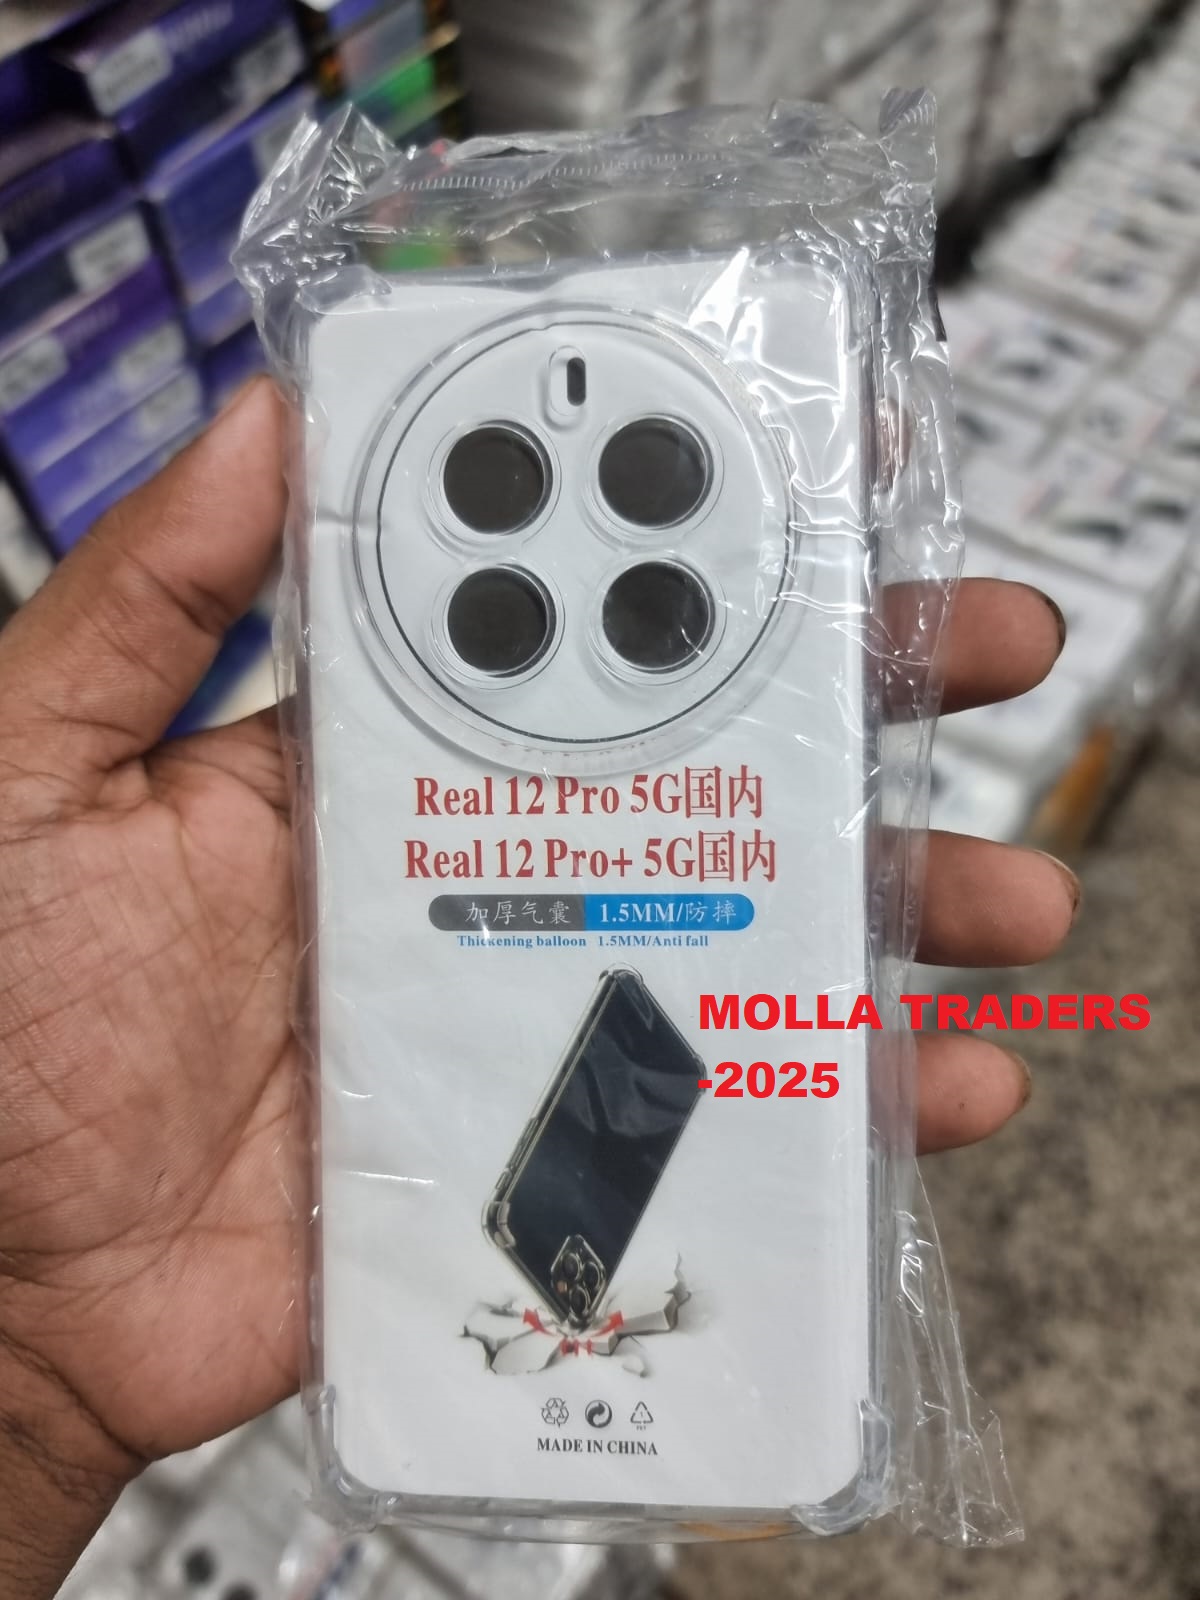 Real 12 Pro 5G国内
Real 12 Pro+ 5G国内
加厚气囊 1.5MM/防摔
Thickening balloon 1.5MM/Anti fall
MOLLA TRADERS
-2025
MADE IN CHINA